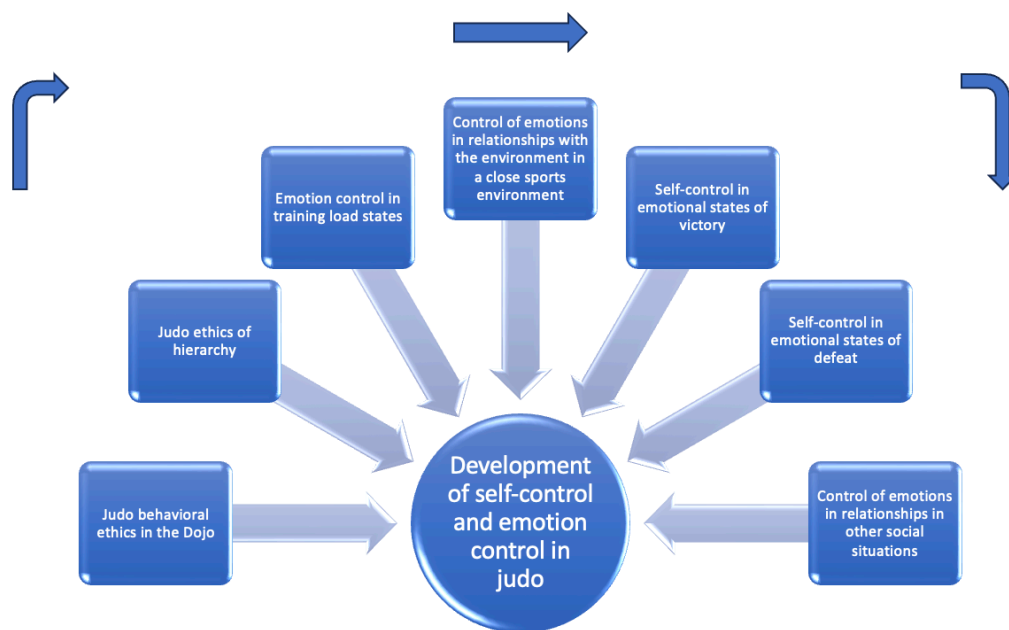 Judo behavioral
ethics in the Dojo
Judo ethics of
hierarchy
Emotion control in
training load states
Control of emotions
in relationships with
the environment in
a close sports
environment
Self-control in
emotional states of
victory
Self-control in
emotional states of
defeat
Control of emotions
in relationships in
other social
situations
Development
of self-control
and emotion
control in
judo